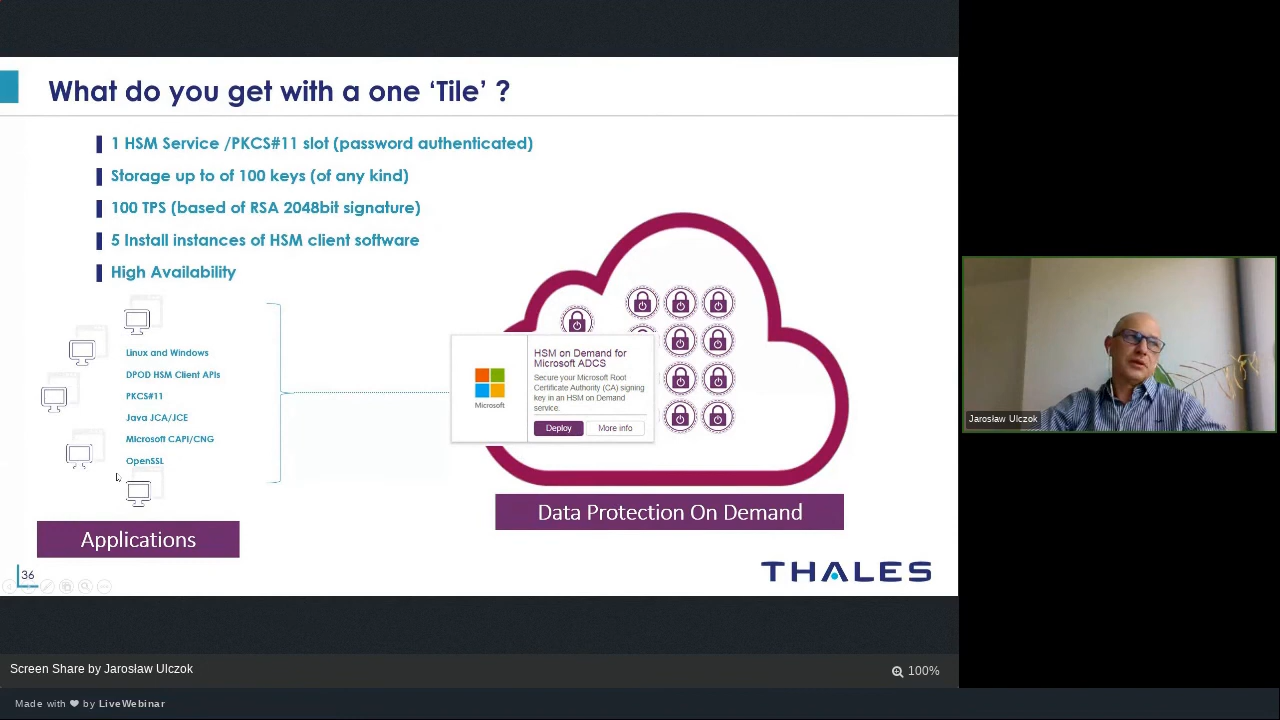 What do you get with a one ‘Tile’ ?
1 HSM Service /PKCS#11 slot (password authenticated)
Storage up to of 100 keys (of any kind)
100 TPS (based of RSA 2048bit signature)
5 Install instances of HSM client software
High Availability
Linux and Windows
DPOD HSM Client APIs
PKCS#11
Java JCA/JCE
Microsoft CAPI/CNG
OpenSSL
Applications
Microsoft
HSM on Demand for
Microsoft ADCS
Secure your Microsoft Root
Certificate Authority (CA) signing
key in an HSM on Demand
service.
Deploy
More info
Data Protection On Demand
36
THALES
Jarosław Ulczok
Screen Share by Jarosław Ulczok
100%
Made with ❤ by LiveWebinar